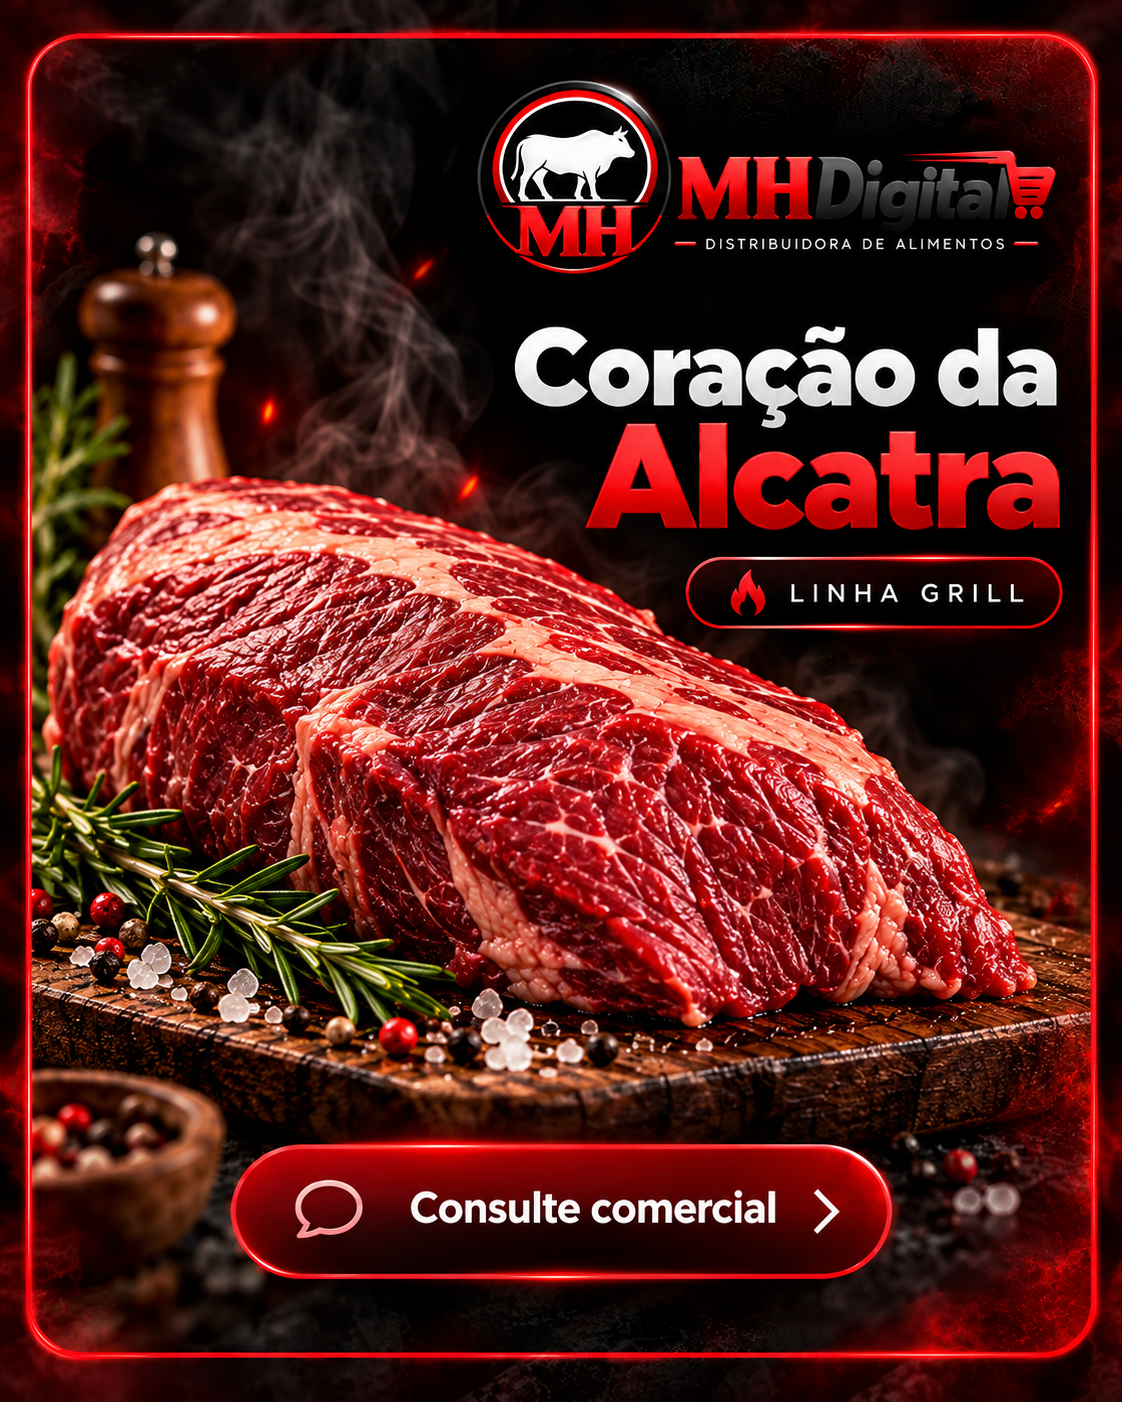 MH
MHDigital
DISTRIBUIDORA DE ALIMENTOS
Coração da
Alcatra
LINHA GRILL
Consulte comercial